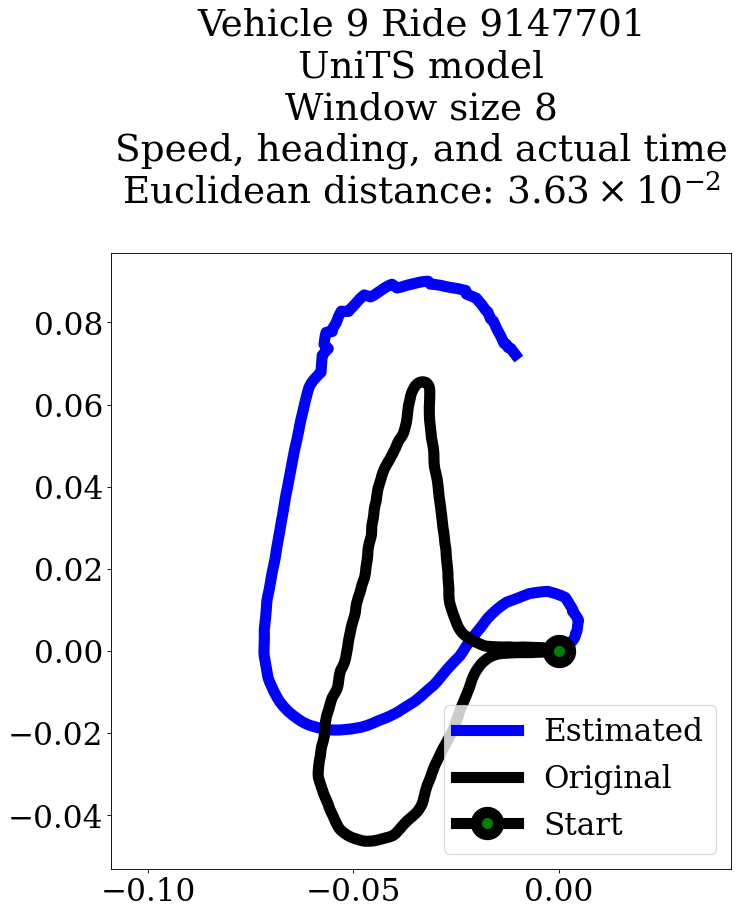 Vehicle 9 Ride 9147701
UniTS model
Window size 8
Speed, heading, and actual time
Euclidean distance: 3.63 × 10⁻²
0.08
0.06
0.04
0.02
0.00
−0.02
−0.04
Estimated
Original
Start
−0.10
−0.05
0.00